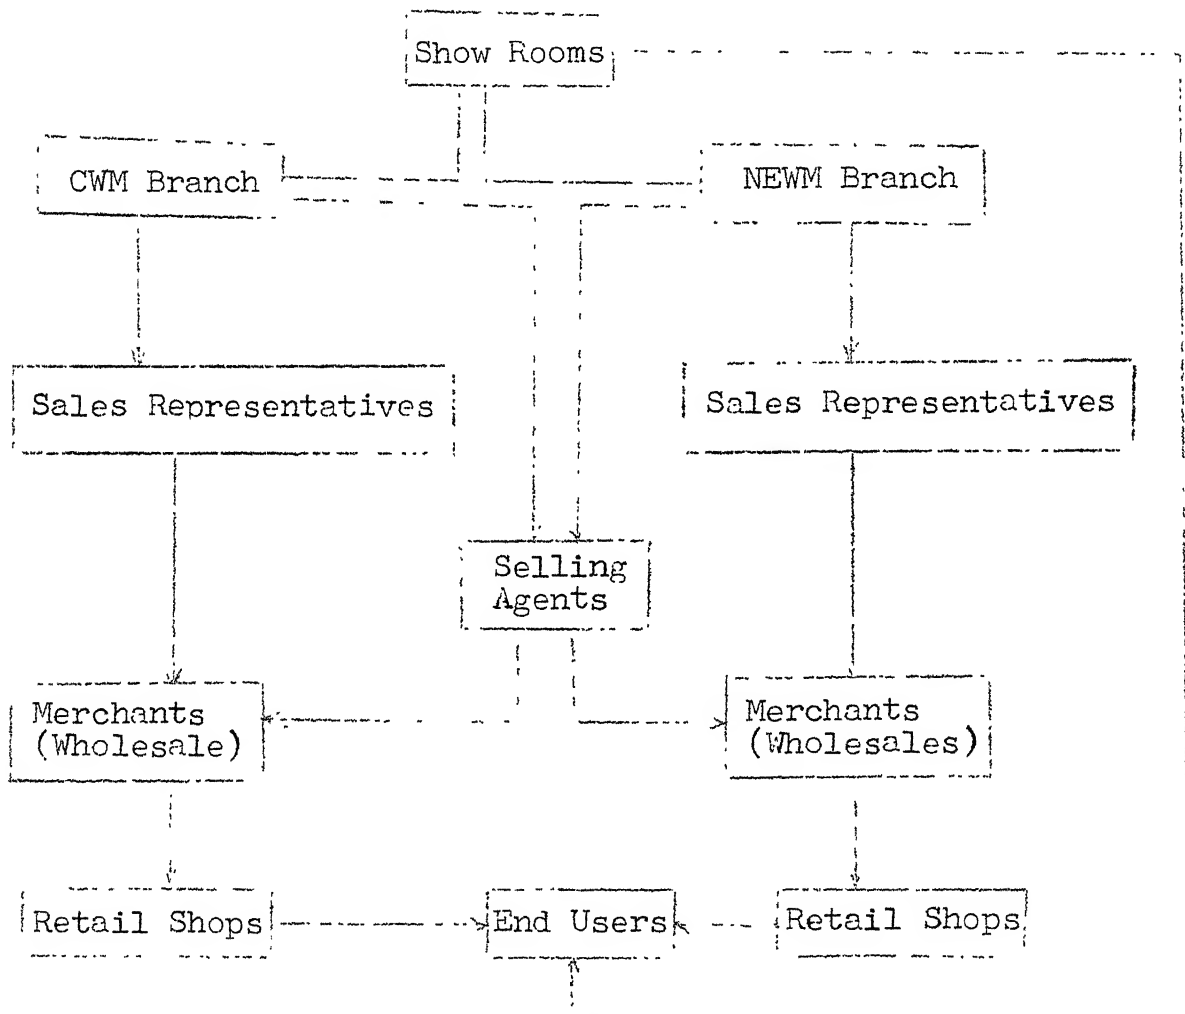 Show Rooms
CWM Branch
NEWM Branch
Sales Representatives
Sales Representatives
Selling
Agents
Merchants
(Wholesale)
Merchants
(Wholesales)
Retail Shops
End Users
Retail Shops